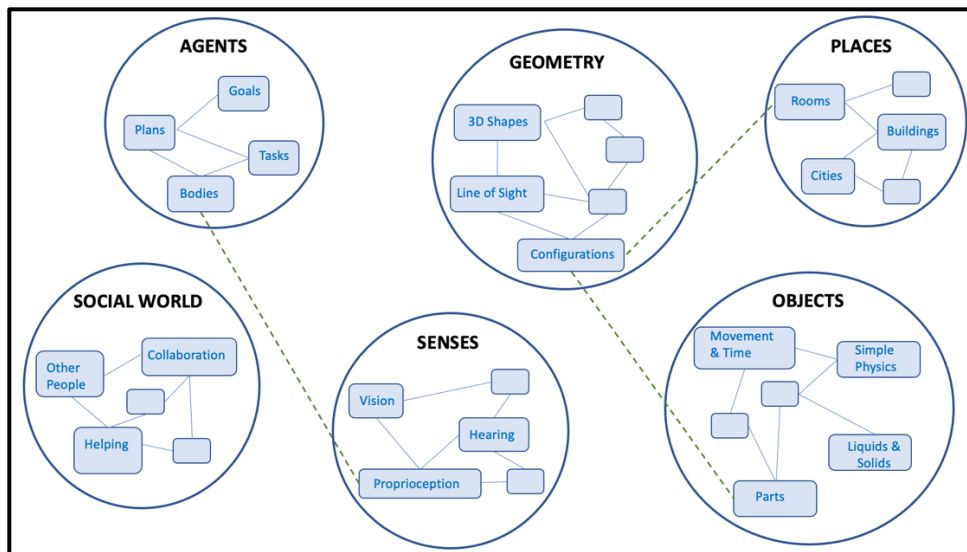 AGENTS
Goals
Plans
Tasks
Bodies
GEOMETRY
3D Shapes
Line of Sight
Configurations
PLACES
Rooms
Buildings
Cities
SOCIAL WORLD
Collaboration
Other
People
Helping
SENSES
Vision
Hearing
Proprioception
OBJECTS
Movement
& Time
Simple
Physics
Liquids &
Solids
Parts